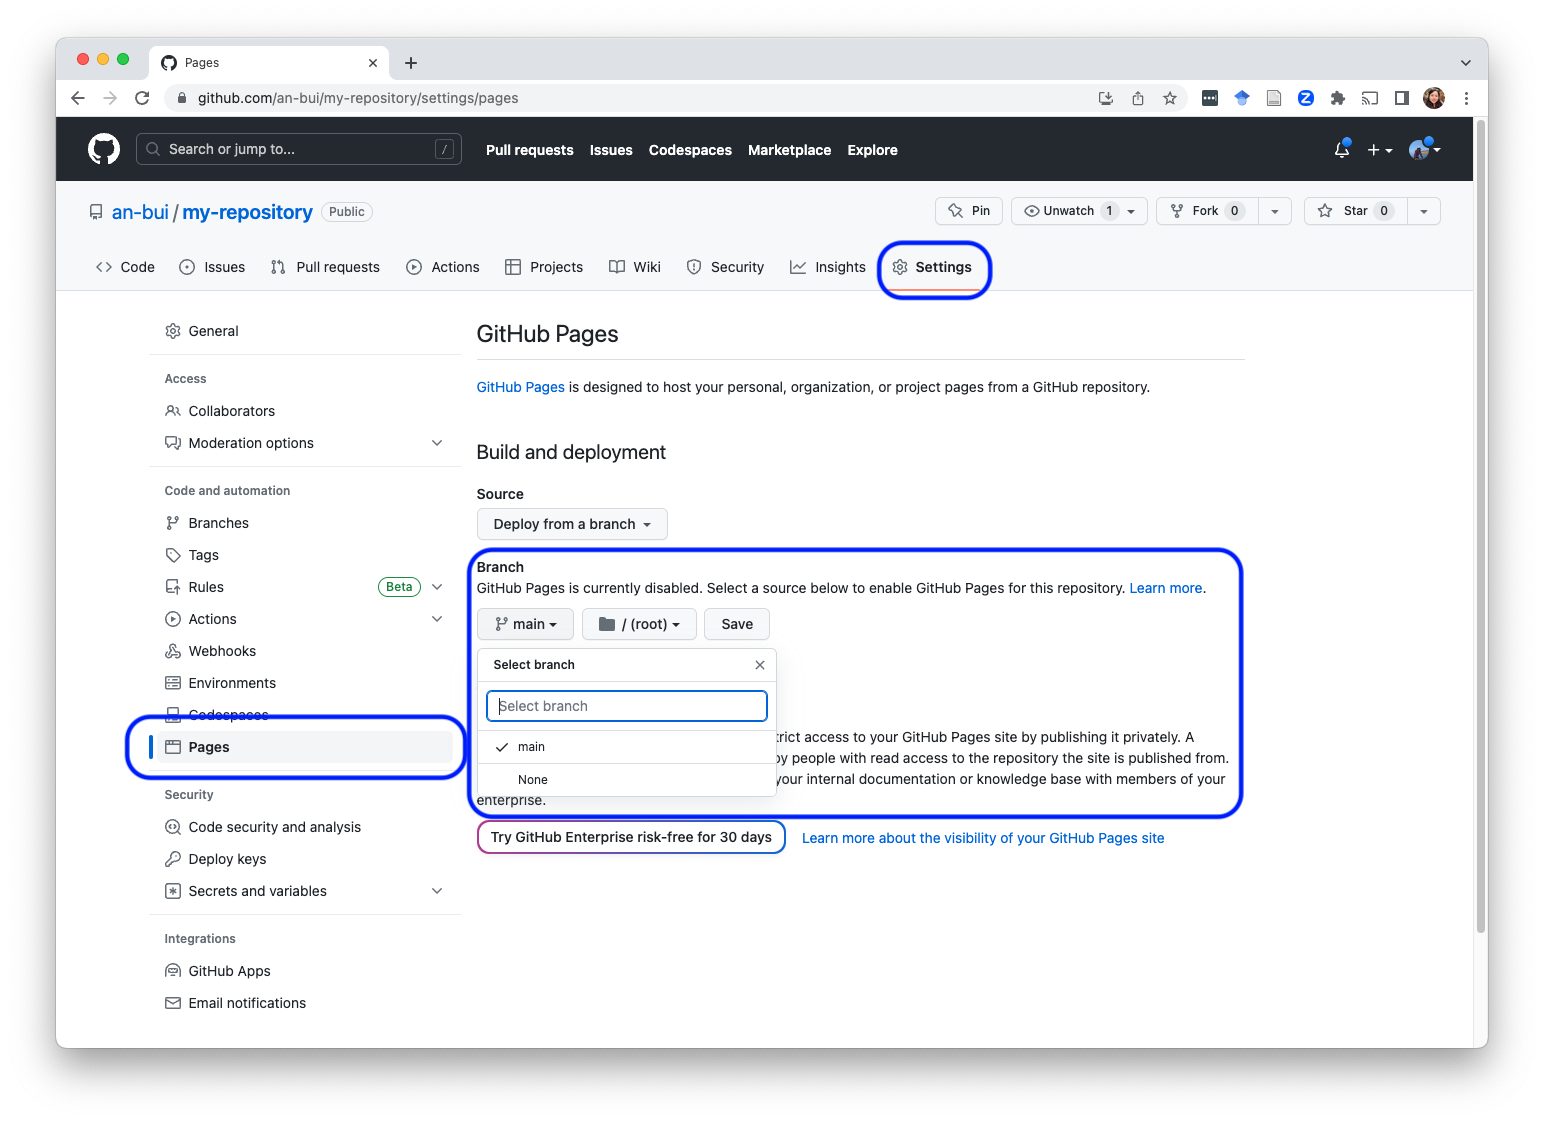 Pages
github.com/an-bui/my-repository/settings/pages
Search or jump to... /
Pull requests Issues Codespaces Marketplace Explore
an-bui / my-repository Public
Pin Unwatch 1 Fork 0 Star 0
Code Issues Pull requests Actions Projects Wiki Security Insights Settings
General
Access
Collaborators
Moderation options
Code and automation
Branches
Tags
Rules Beta
Actions
Webhooks
Environments
Codespaces
Pages
Security
Code security and analysis
Deploy keys
Secrets and variables
Integrations
GitHub Apps
Email notifications
GitHub Pages
GitHub Pages is designed to host your personal, organization, or project pages from a GitHub repository.
Build and deployment
Source
Deploy from a branch
Branch
GitHub Pages is currently disabled. Select a source below to enable GitHub Pages for this repository. Learn more.
main / (root) Save
Select branch
Select branch
main
None
rict access to your GitHub Pages site by publishing it privately. A
by people with read access to the repository the site is published from.
your internal documentation or knowledge base with members of your
enterprise.
Try GitHub Enterprise risk-free for 30 days Learn more about the visibility of your GitHub Pages site